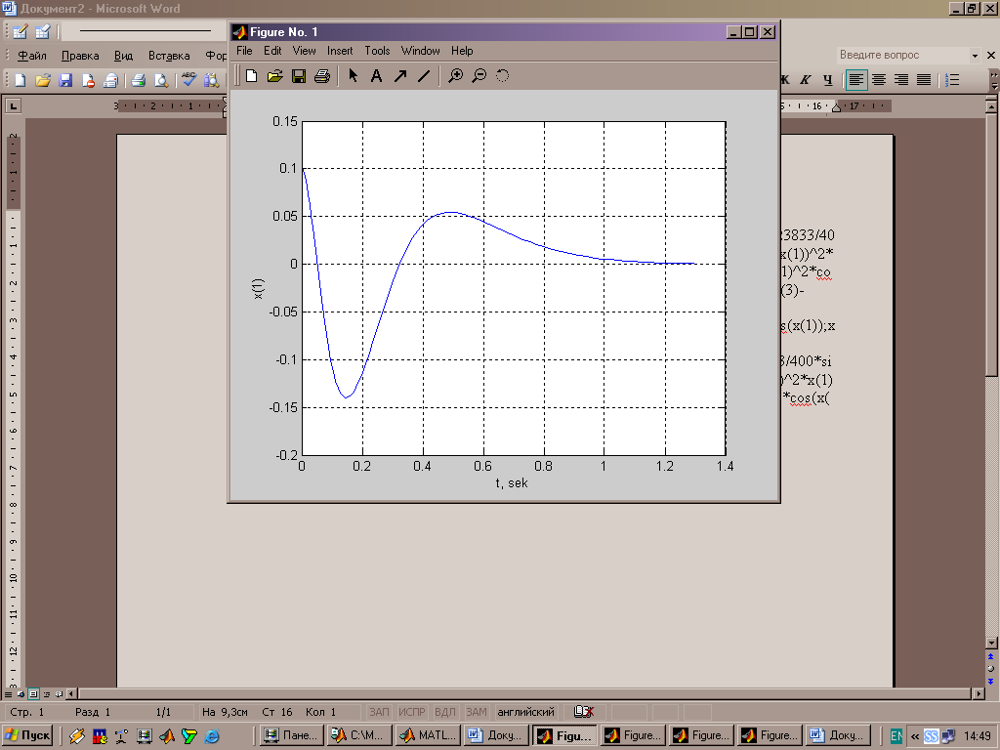 Документ2 - Microsoft Word
Файл Правка Вид Вставка Фор
Введите вопрос
Ж К Ч
Figure No. 1
File Edit View Insert Tools Window Help
3 2 1
16 17
0.15
0.1
0.05
0
-0.05
-0.1
-0.15
-0.2
x(1)
0 0.2 0.4 0.6 0.8 1 1.2 1.4
t, sek
3833/40
x(1))^2*
1)^2*co
(3)-
s(x(1));x
3/400*si
)^2*x(1)
*cos(x(
Стр. 1 Разд 1 1/1 На 9,3см Ст 16 Кол 1 ЗАП ИСПР ВДЛ ЗАМ английский
Пуск Пане... C:\M... MATL... Доку... Figu... Figure... Figure... Figure... Доку... EN « 14:49